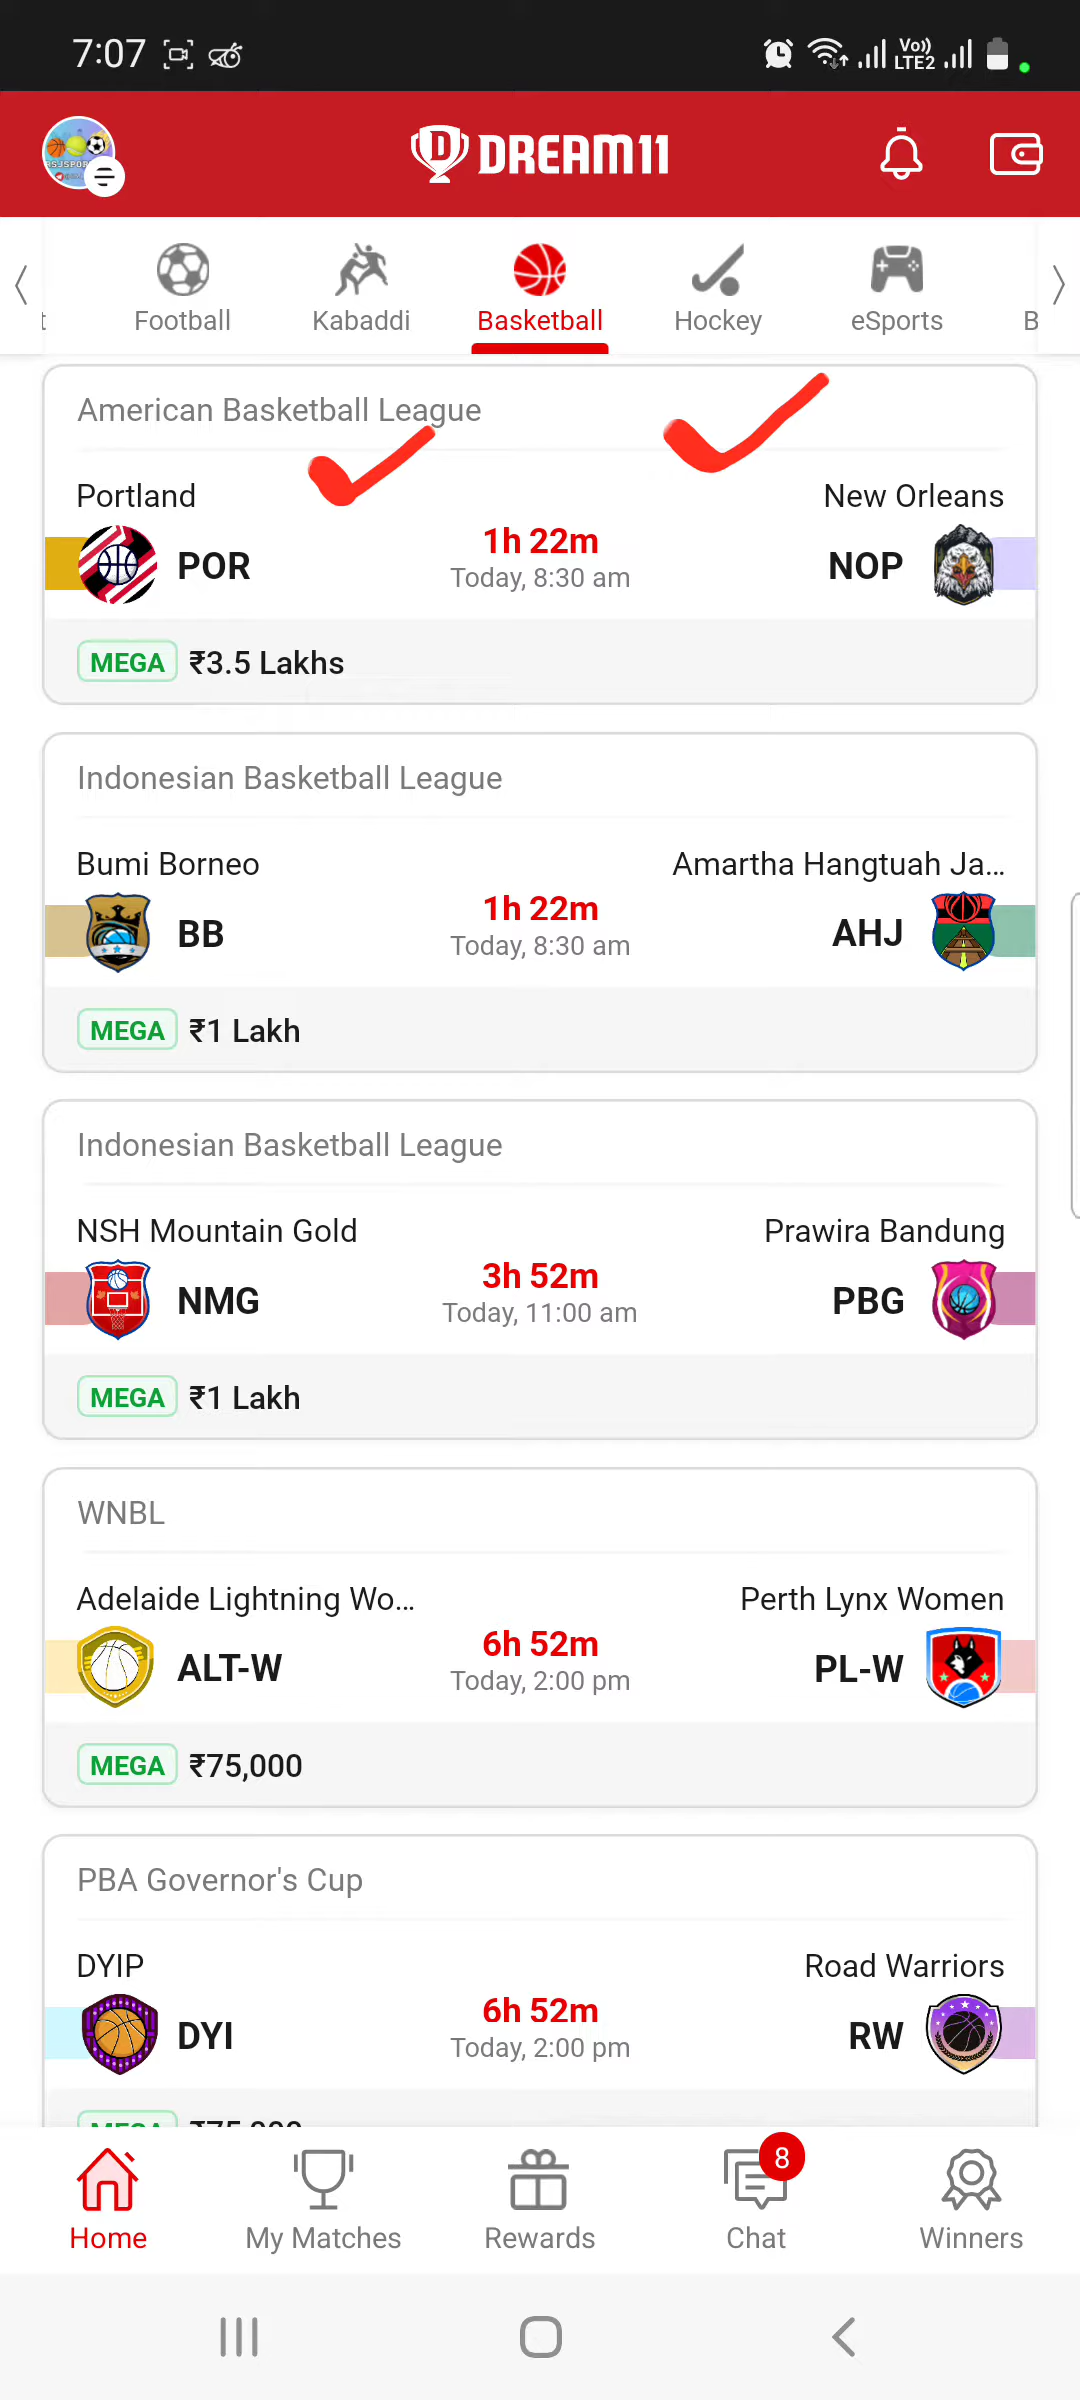 7:07 Vo)) LTE2
DREAM11
Football Kabaddi Basketball Hockey eSports B
American Basketball League
Portland New Orleans
POR 1h 22m NOP
Today, 8:30 am
MEGA ₹3.5 Lakhs
Indonesian Basketball League
Bumi Borneo Amartha Hangtuah Ja...
BB 1h 22m AHJ
Today, 8:30 am
MEGA ₹1 Lakh
Indonesian Basketball League
NSH Mountain Gold Prawira Bandung
NMG 3h 52m PBG
Today, 11:00 am
MEGA ₹1 Lakh
WNBL
Adelaide Lightning Wo... Perth Lynx Women
ALT-W 6h 52m PL-W
Today, 2:00 pm
MEGA ₹75,000
PBA Governor's Cup
DYIP Road Warriors
DYI 6h 52m RW
Today, 2:00 pm
MEGA ₹75,000
8
Home My Matches Rewards Chat Winners